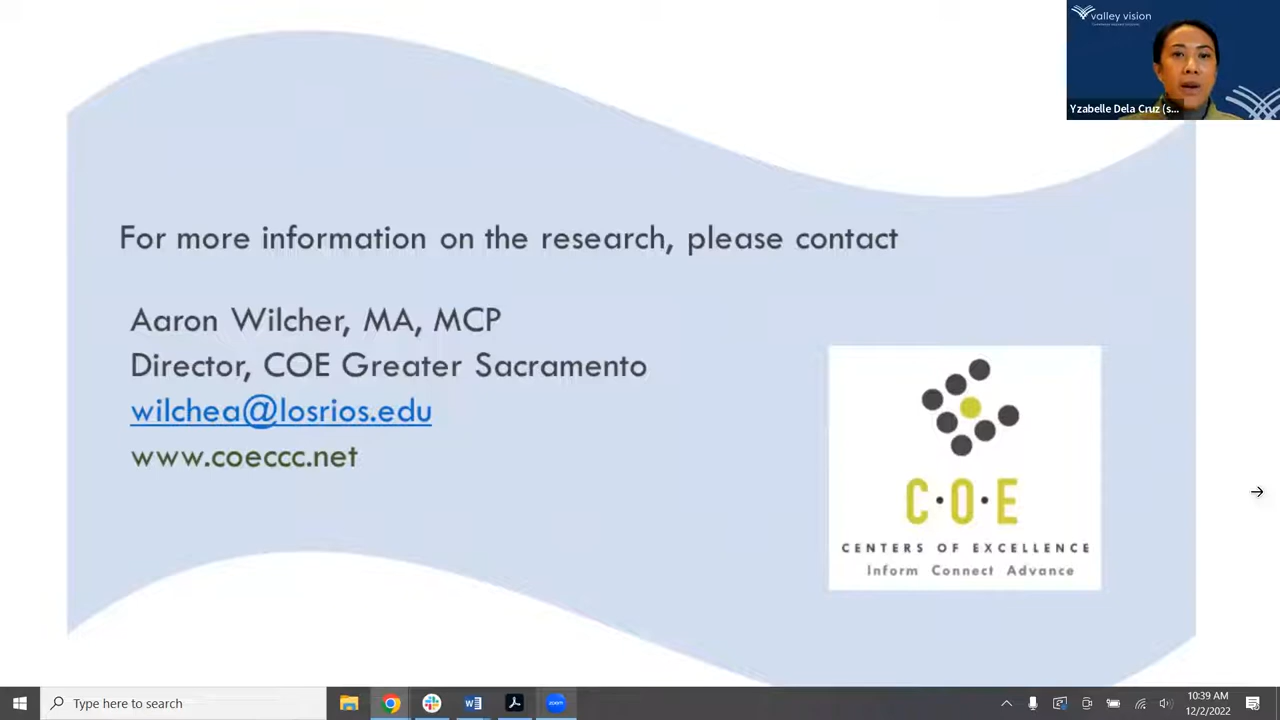 valley vision
Yzabelle Dela Cruz (s...
For more information on the research, please contact
Aaron Wilcher, MA, MCP
Director, COE Greater Sacramento
wilchea@losrios.edu
www.coeccc.net
C·O·E
CENTERS OF EXCELLENCE
Inform Connect Advance
Type here to search
zoom
10:39 AM
12/2/2022